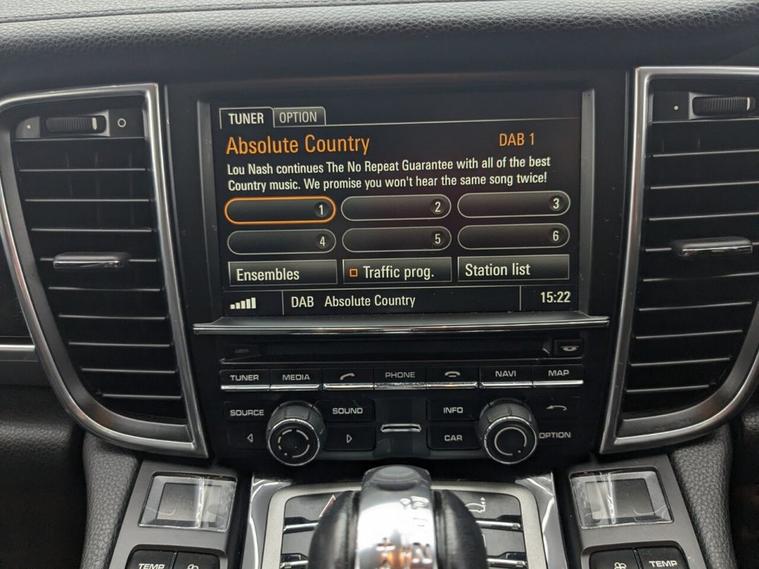 TUNER OPTION
Absolute Country DAB 1
Lou Nash continues The No Repeat Guarantee with all of the best
Country music. We promise you won't hear the same song twice!
1 2 3
4 5 6
Ensembles Traffic prog. Station list
DAB Absolute Country 15:22
TUNER MEDIA PHONE NAVI MAP
SOURCE SOUND INFO
CAR OPTION
TEMP TEMP